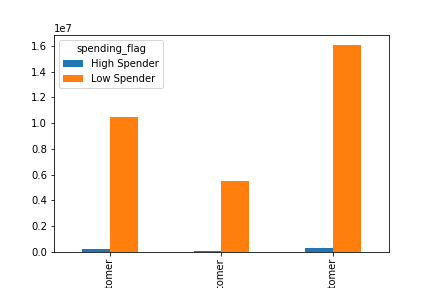 1e7
spending_flag
High Spender
Low Spender
1.6
1.4
1.2
1.0
0.8
0.6
0.4
0.2
0.0
tomer
tomer
tomer